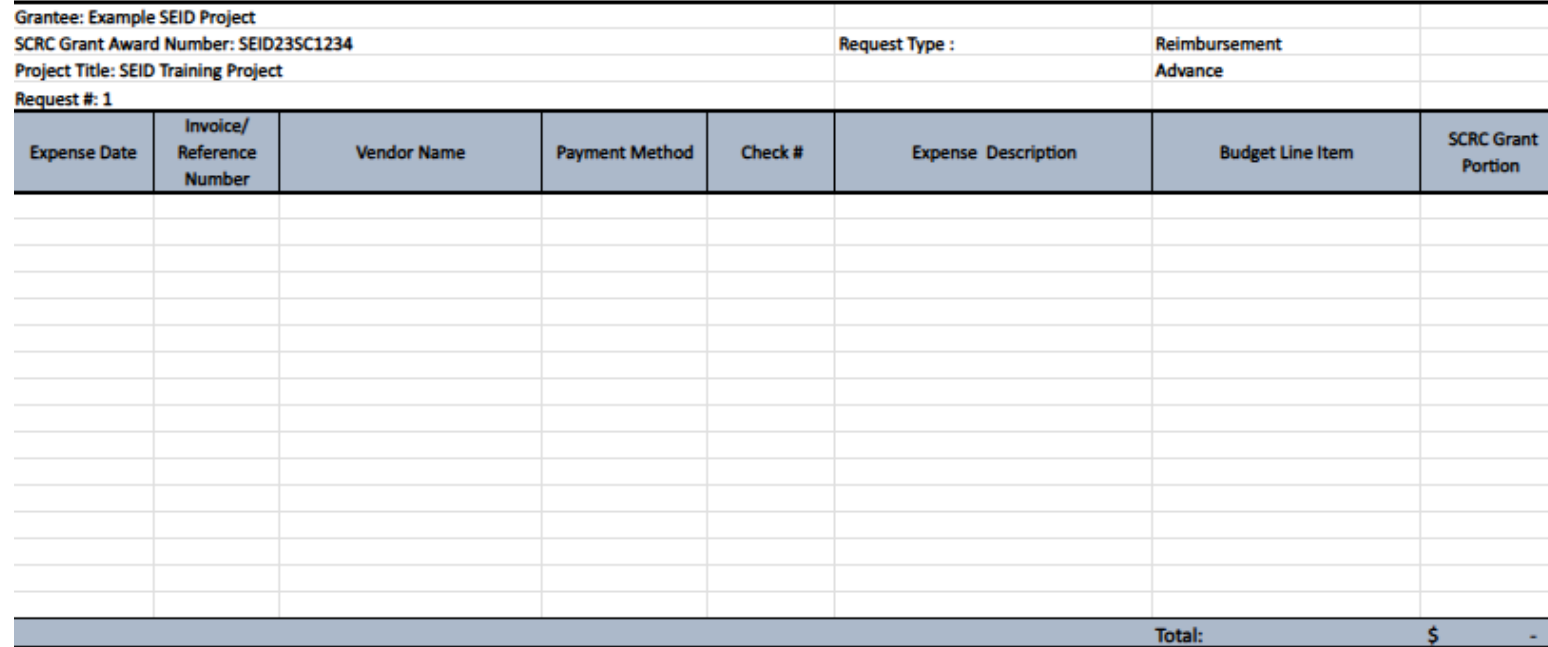 Grantee: Example SEID Project
SCRC Grant Award Number: SEID23SC1234 Request Type : Reimbursement
Project Title: SEID Training Project Advance
Request #: 1
Expense Date
Invoice/
Reference
Number
Vendor Name
Payment Method
Check #
Expense Description
Budget Line Item
SCRC Grant
Portion
Total: $ -